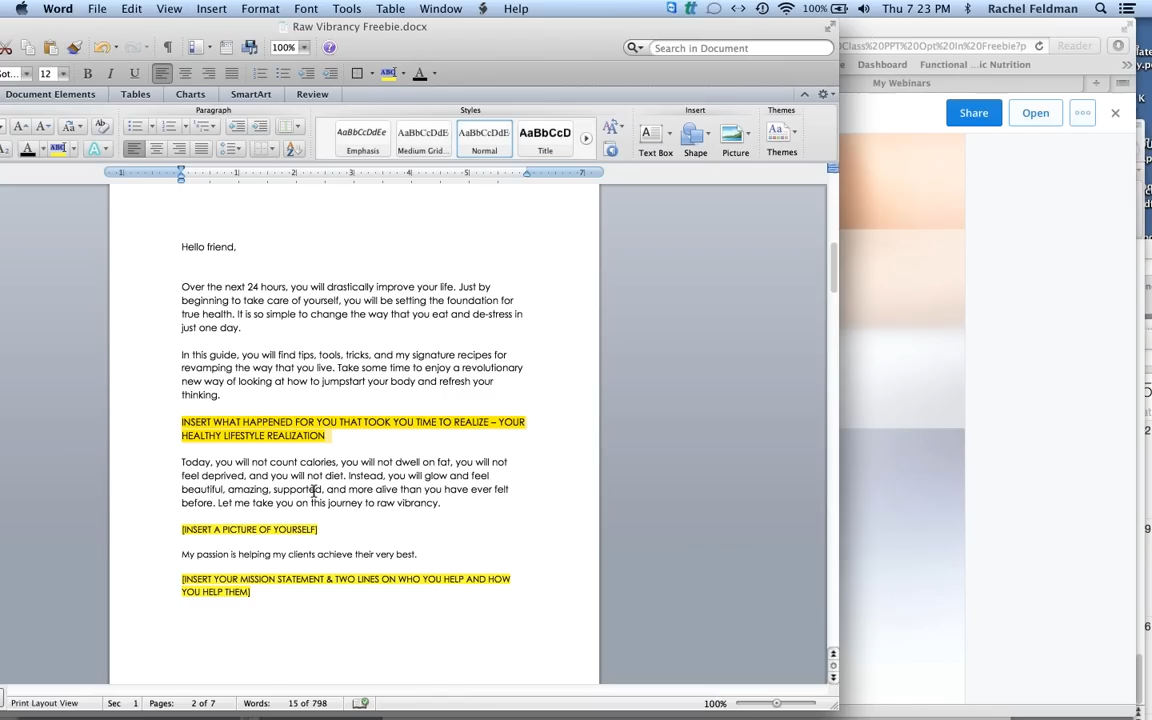 Word File Edit View Insert Format Font Tools Table Window Help 100% Thu 7 23 PM Rachel Feldman
Raw Vibrancy Freebie.docx
100% Search in Document
Class%20PPT%20Opt%20In%20Freebie?p Reader
Got... 12 B I U ABC A
Dashboard Functional ...ic Nutrition
My Webinars
Document Elements Tables Charts SmartArt Review
Share Open
Paragraph Styles Insert Themes
AaBbCcDdEe AaBbCcDc AaBbCcDdE AaBbCcD
Emphasis Medium Grid... Normal Title Text Box Shape Picture Themes
Hello friend,
Over the next 24 hours, you will drastically improve your life. Just by
beginning to take care of yourself, you will be setting the foundation for
true health. It is so simple to change the way that you eat and de-stress in
just one day.
In this guide, you will find tips, tools, tricks, and my signature recipes for
revamping the way that you live. Take some time to enjoy a revolutionary
new way of looking at how to jumpstart your body and refresh your
thinking.
INSERT WHAT HAPPENED FOR YOU THAT TOOK YOU TIME TO REALIZE – YOUR
HEALTHY LIFESTYLE REALIZATION
Today, you will not count calories, you will not dwell on fat, you will not
feel deprived, and you will not diet. Instead, you will glow and feel
beautiful, amazing, supported, and more alive than you have ever felt
before. Let me take you on this journey to raw vibrancy.
[INSERT A PICTURE OF YOURSELF]
My passion is helping my clients achieve their very best.
[INSERT YOUR MISSION STATEMENT & TWO LINES ON WHO YOU HELP AND HOW
YOU HELP THEM]
Print Layout View Sec 1 Pages: 2 of 7 Words: 15 of 798 100%